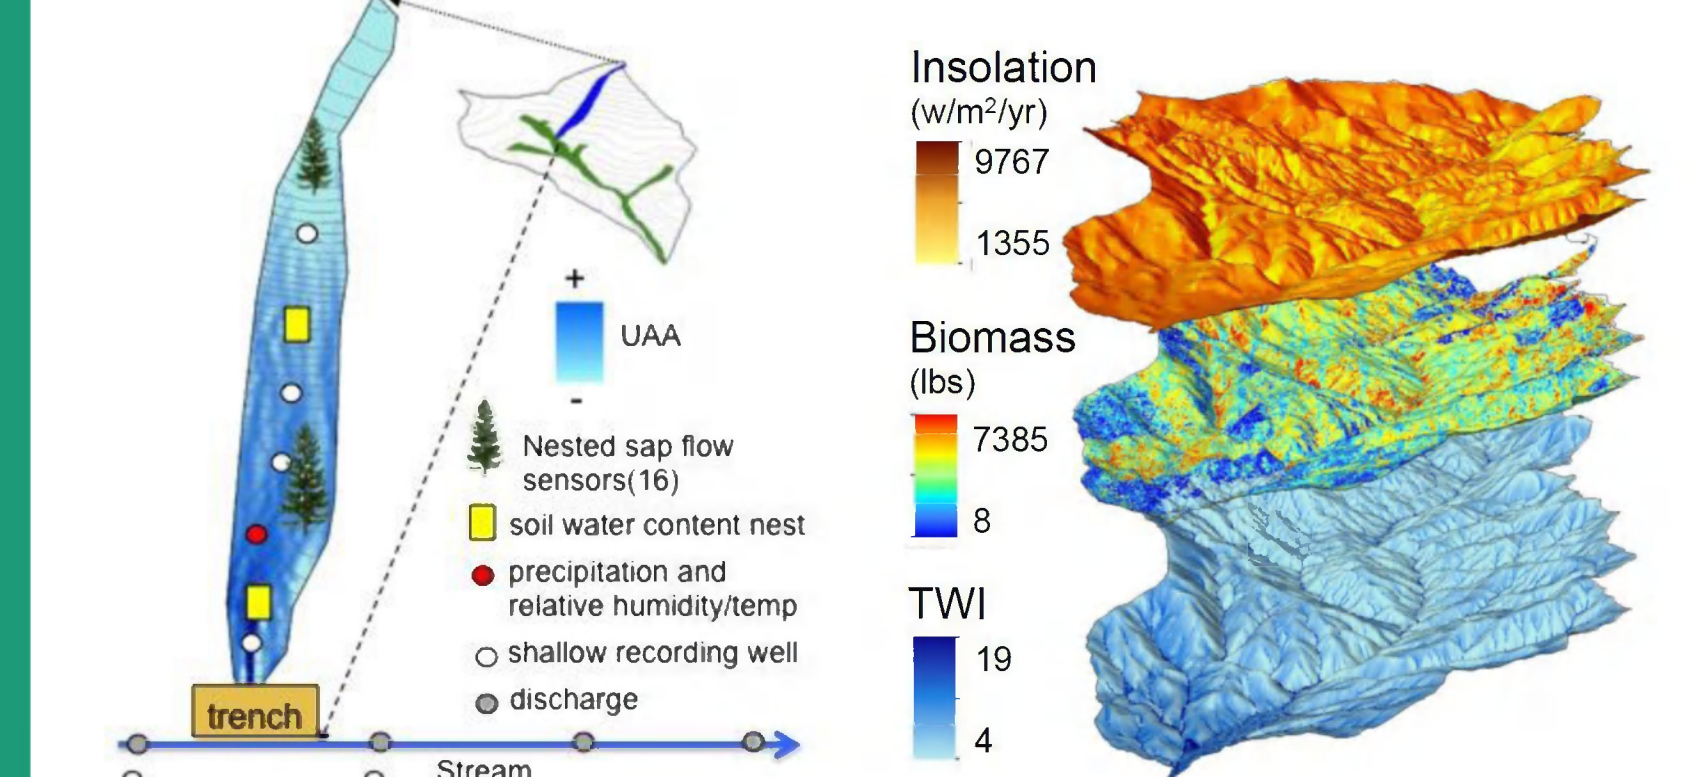 +
UAA
-
Nested sap flow
sensors(16)
soil water content nest
precipitation and
relative humidity/temp
shallow recording well
discharge
trench
Stream
Insolation
(w/m²/yr)
9767
1355
Biomass
(lbs)
7385
8
TWI
19
4